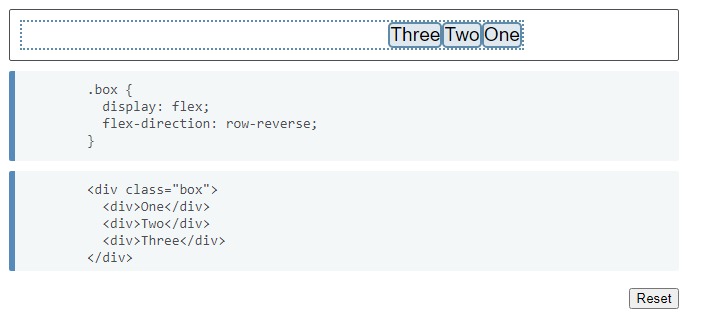 Three Two One
.box {
  display: flex;
  flex-direction: row-reverse;
}
<div class="box">
  <div>One</div>
  <div>Two</div>
  <div>Three</div>
</div>
Reset